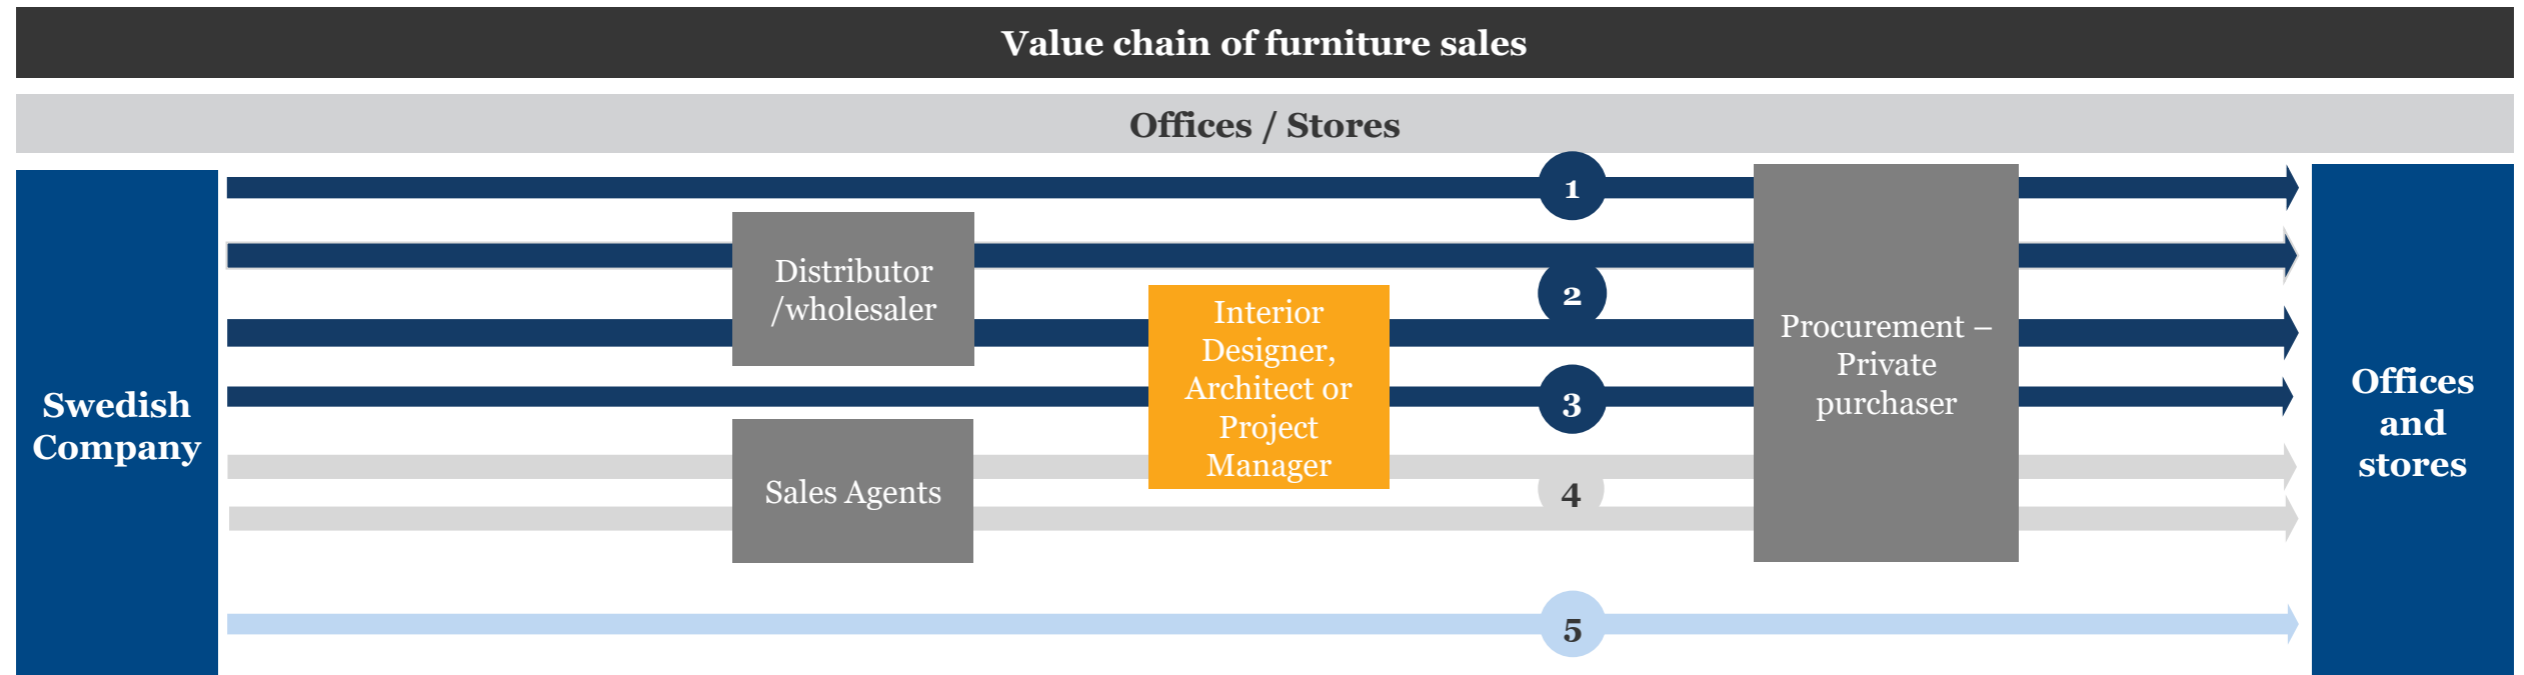 Value chain of furniture sales
Offices / Stores
Swedish
Company
Distributor
/wholesaler
Sales Agents
Interior
Designer,
Architect or
Project
Manager
1
2
3
4
5
Procurement –
Private
purchaser
Offices
and
stores